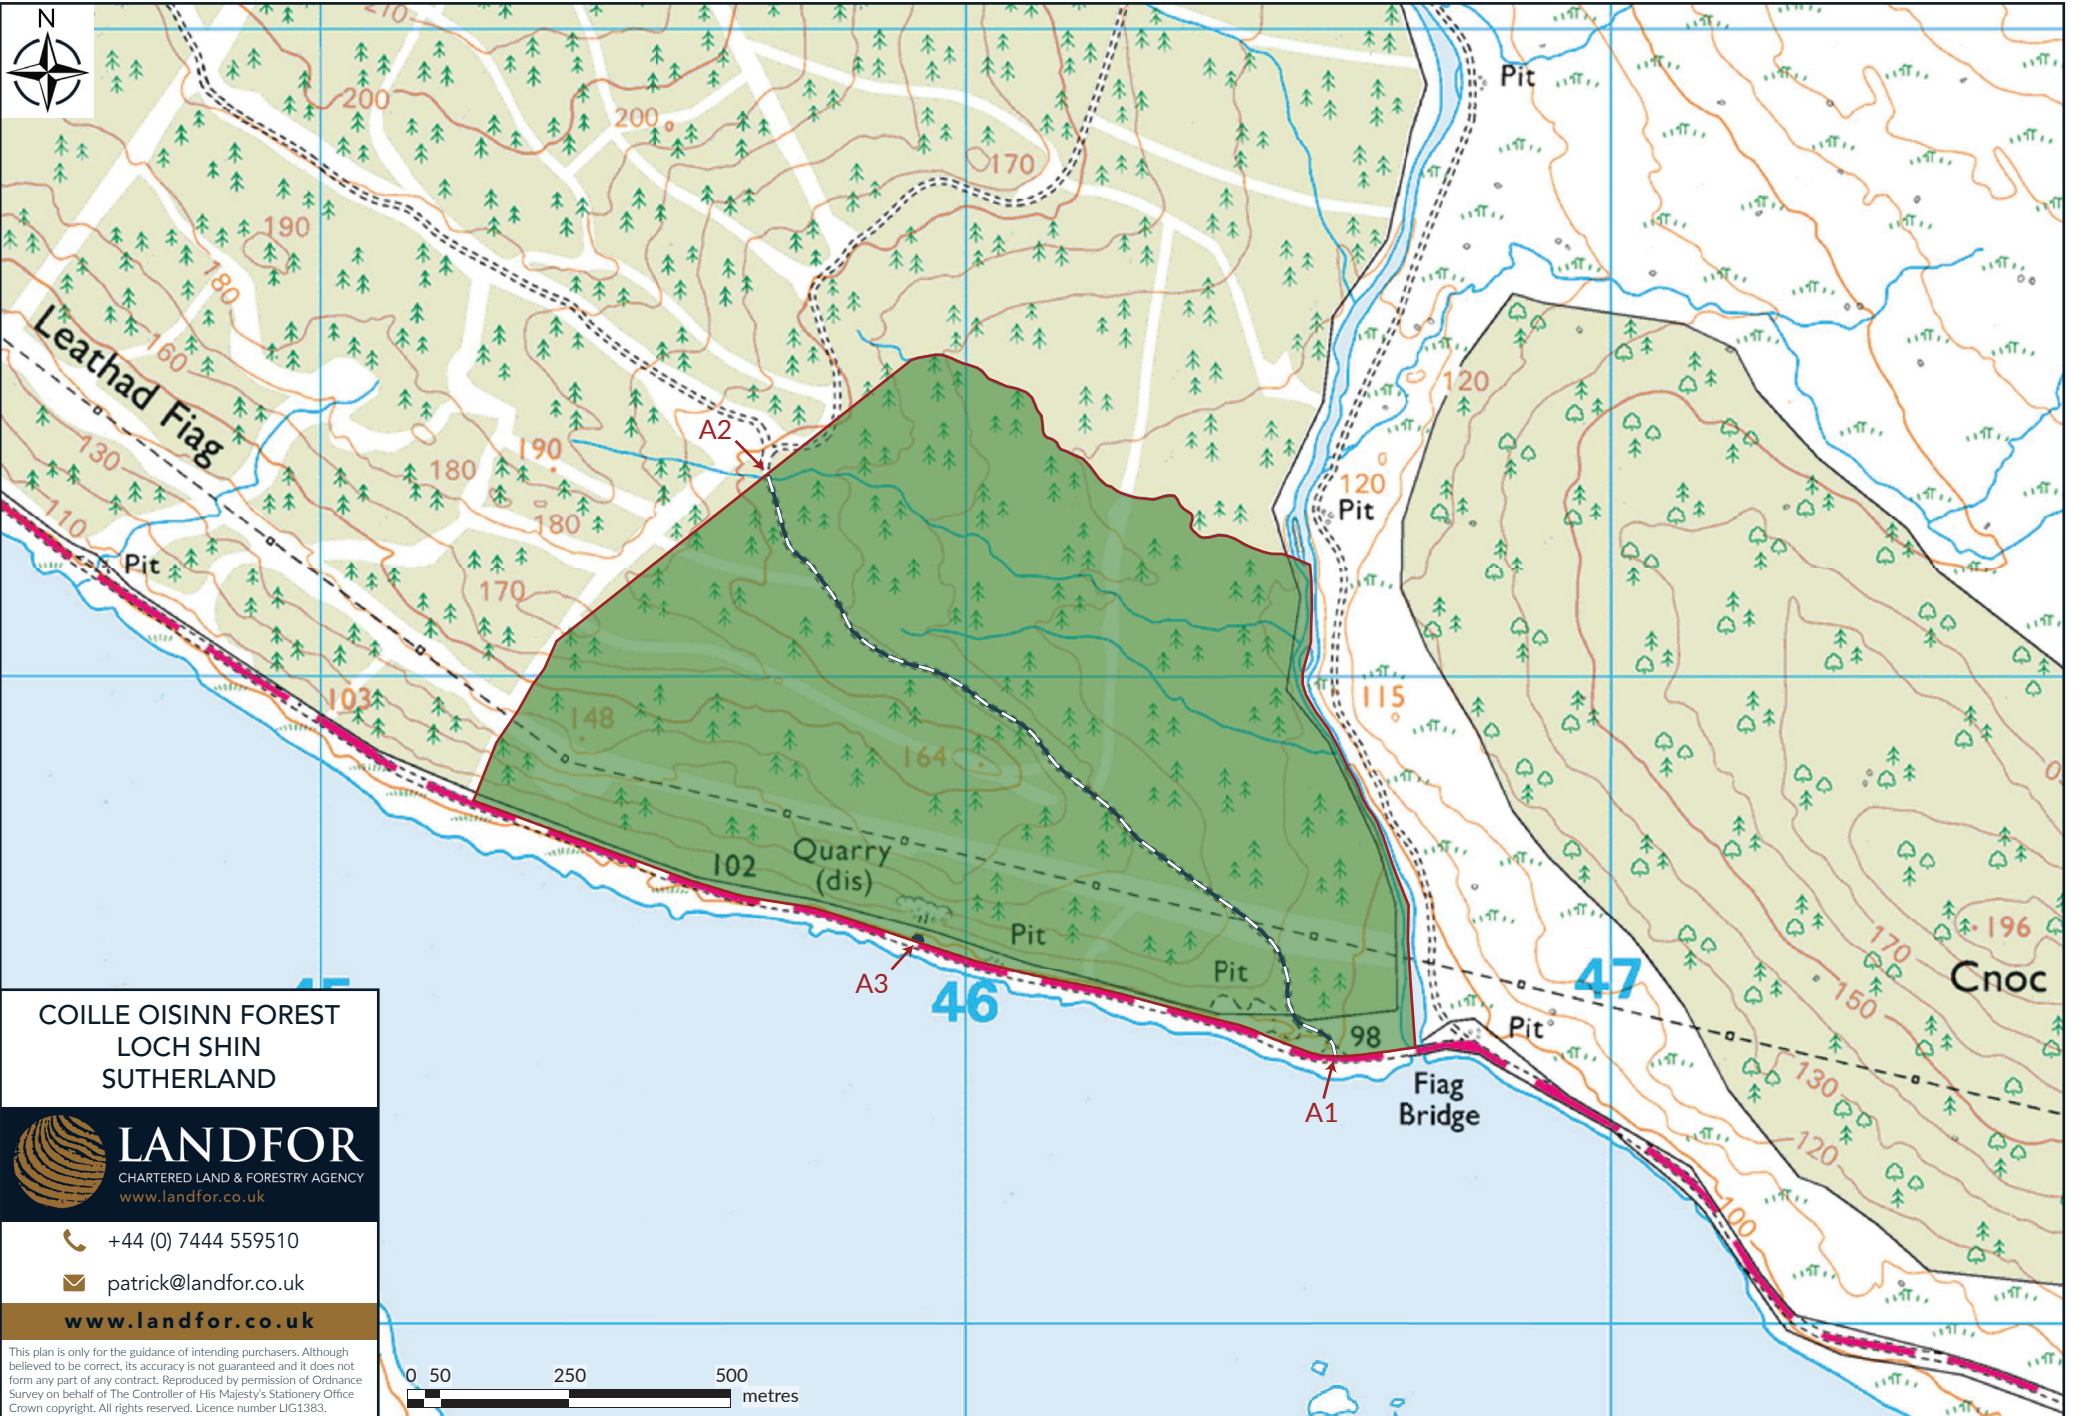 N
210
200
200
170
Pit
190
180
160
Leathad Fiag
130
110
Pit
190
180
180
170
103
A2
120
120
Pit
115
148
164
102
Quarry
(dis)
Pit
Pit
98
A3
A1
45
46
47
Fiag
Bridge
Pit
196
170
150
130
120
100
Cnoc
COILLE OISINN FOREST
LOCH SHIN
SUTHERLAND
LANDFOR
CHARTERED LAND & FORESTRY AGENCY
www.landfor.co.uk
+44 (0) 7444 559510
patrick@landfor.co.uk
www.landfor.co.uk
This plan is only for the guidance of intending purchasers. Although
believed to be correct, its accuracy is not guaranteed and it does not
form any part of any contract. Reproduced by permission of Ordnance
Survey on behalf of The Controller of His Majesty's Stationery Office
Crown copyright. All rights reserved. Licence number LIG1383.
0 50 250 500
metres